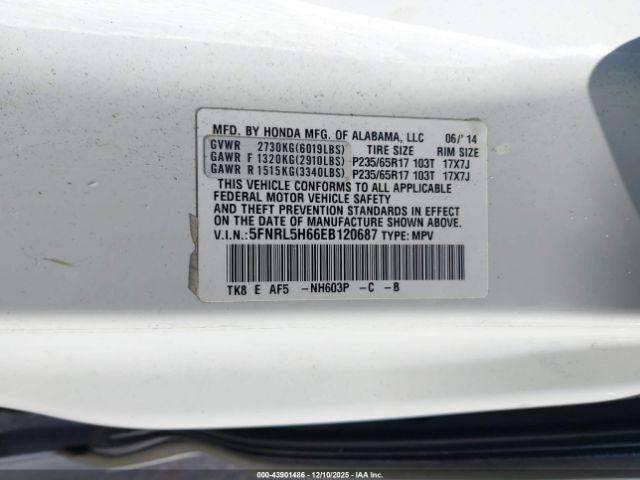 MFD. BY HONDA MFG. OF ALABAMA, LLC 06/'14
GVWR 2730KG(6019LBS) TIRE SIZE RIM SIZE
GAWR F 1320KG(2910LBS) P235/65R17 103T 17X7J
GAWR R 1515KG(3340LBS) P235/65R17 103T 17X7J
THIS VEHICLE CONFORMS TO ALL APPLICABLE
FEDERAL MOTOR VEHICLE SAFETY
AND THEFT PREVENTION STANDARDS IN EFFECT
ON THE DATE OF MANUFACTURE SHOWN ABOVE.
V.I.N.: 5FNRL5H66EB120687 TYPE: MPV
TK8 E AF5 -NH603P -C -B
000-43901486 - 12/10/2025 - IAAI.com